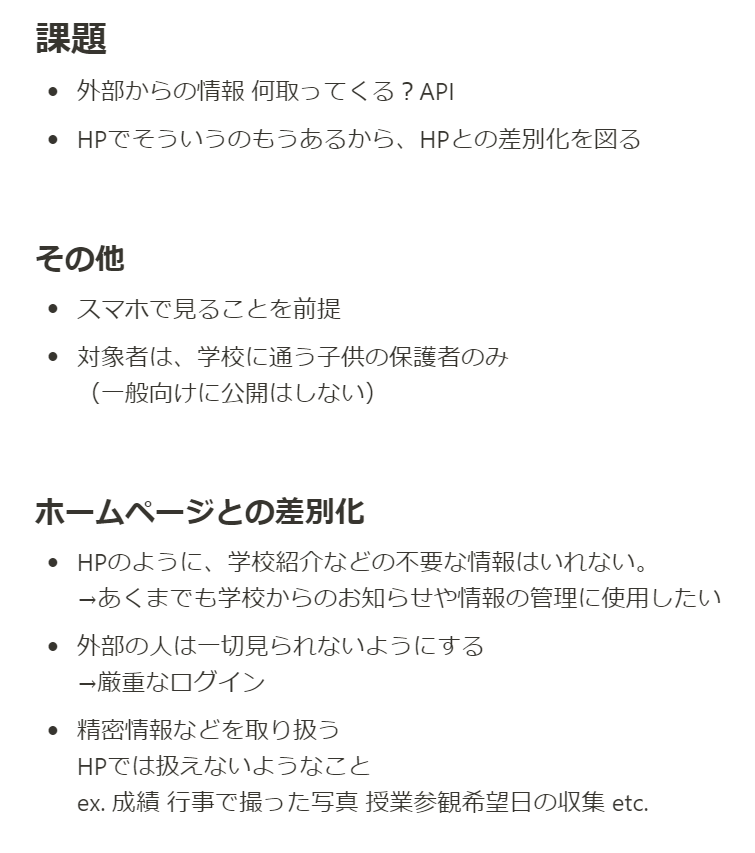 課題
• 外部からの情報 何取ってくる？API
• HPでそういうのもうあるから、HPとの差別化を図る
その他
• スマホで見ることを前提
• 対象者は、学校に通う子供の保護者のみ
（一般向けに公開はしない）
ホームページとの差別化
• HPのように、学校紹介などの不要な情報はいれない。
→あくまでも学校からのお知らせや情報の管理に使用したい
• 外部の人は一切見られないようにする
→厳重なログイン
• 精密情報などを取り扱う
HPでは扱えないようなこと
ex. 成績 行事で撮った写真 授業参観希望日の収集 etc.